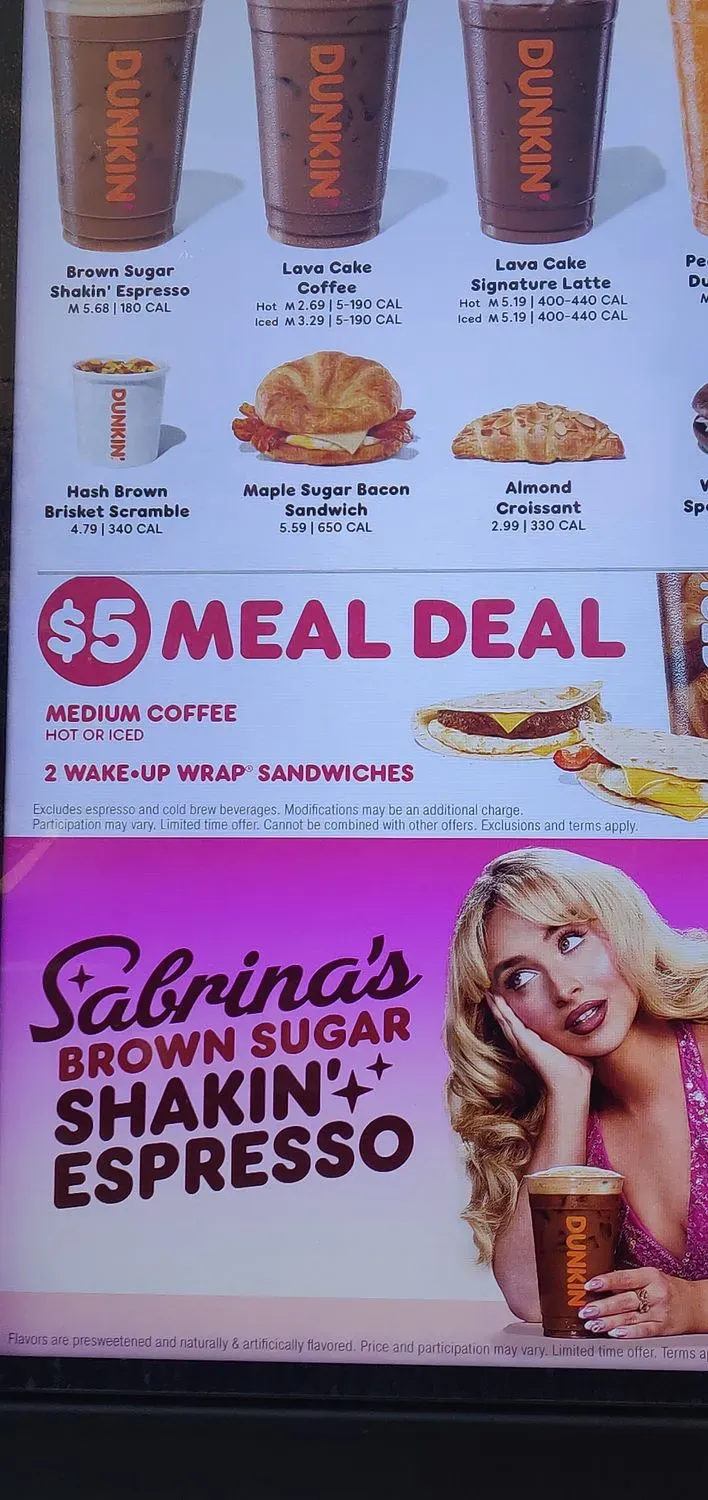 DUNKIN'
DUNKIN'
DUNKIN'
Brown Sugar
Shakin' Espresso
M 5.68 | 180 CAL
Lava Cake
Coffee
Hot M 2.69 | 5-190 CAL
Iced M 3.29 | 5-190 CAL
Lava Cake
Signature Latte
Hot M 5.19 | 400-440 CAL
Iced M 5.19 | 400-440 CAL
DUNKIN'
Hash Brown
Brisket Scramble
4.79 | 340 CAL
Maple Sugar Bacon
Sandwich
5.59 | 650 CAL
Almond
Croissant
2.99 | 330 CAL
$5 MEAL DEAL
MEDIUM COFFEE
HOT OR ICED
2 WAKE•UP WRAP® SANDWICHES
Excludes espresso and cold brew beverages. Modifications may be an additional charge.
Participation may vary. Limited time offer. Cannot be combined with other offers. Exclusions and terms apply.
Sabrina's
BROWN SUGAR
SHAKIN'
ESPRESSO
DUNKIN'
Flavors are presweetened and naturally & artificically flavored. Price and participation may vary. Limited time offer. Terms